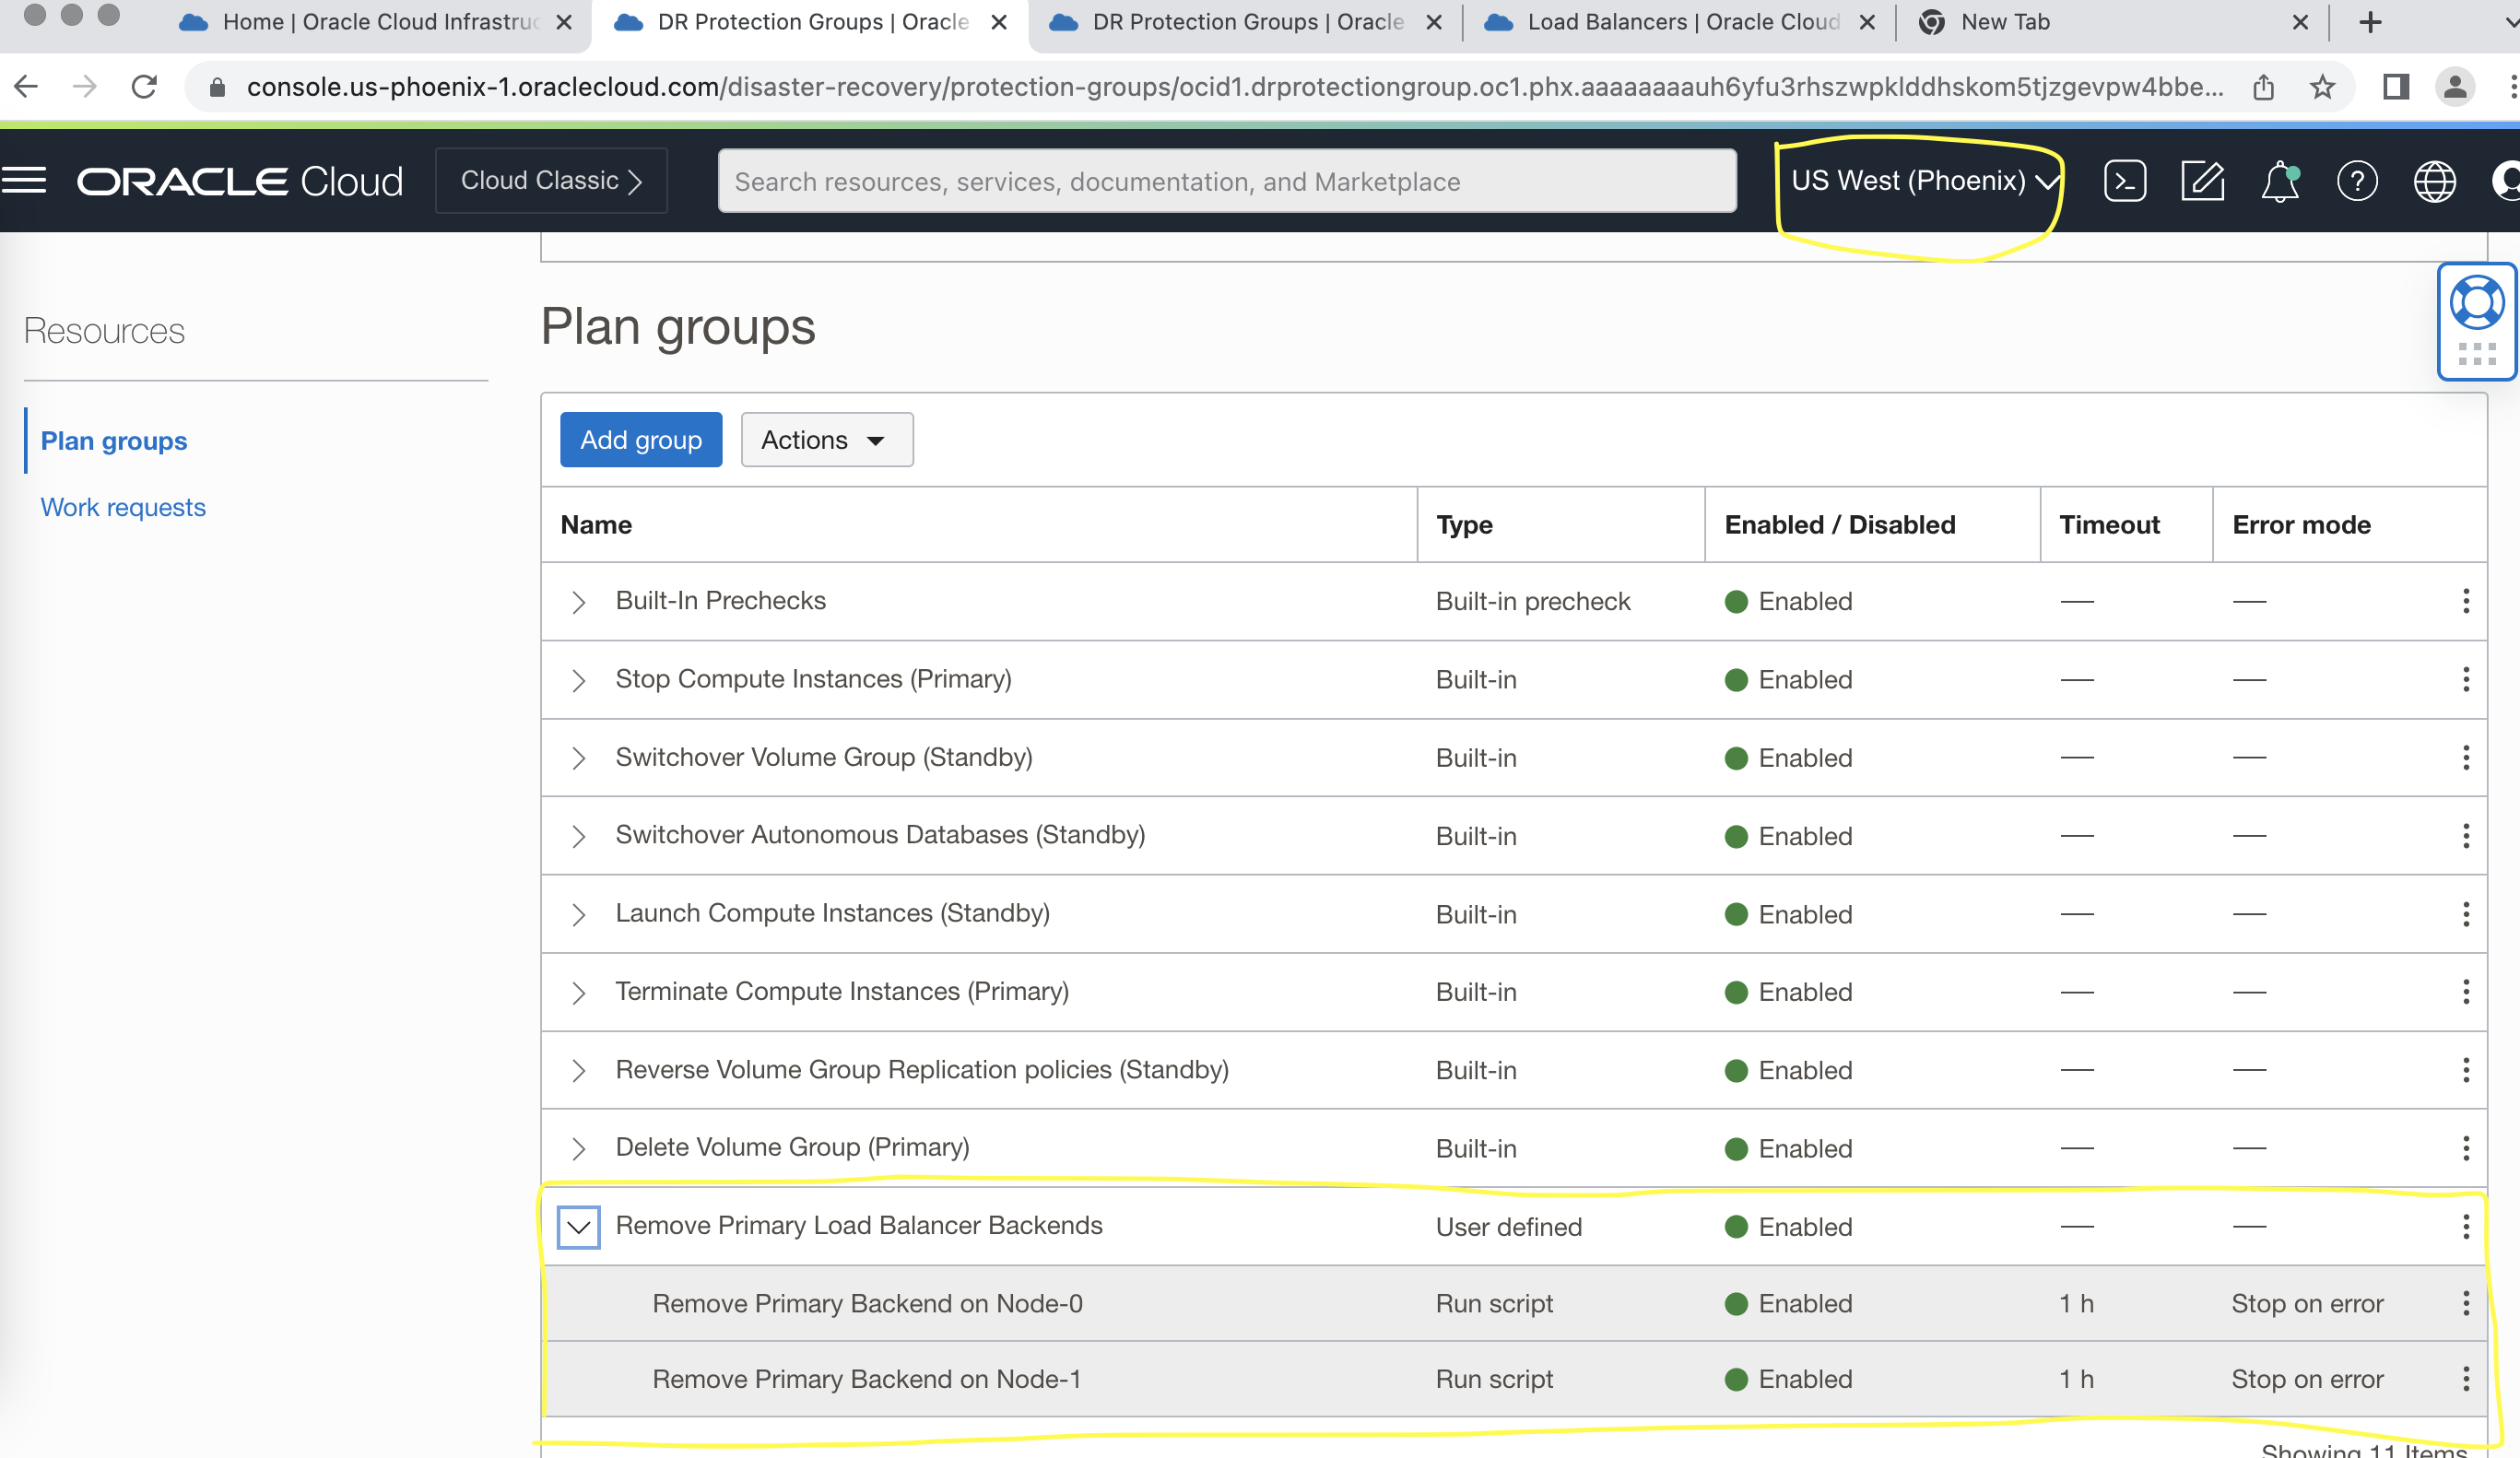 Home | Oracle Cloud Infrastruc
DR Protection Groups | Oracle
DR Protection Groups | Oracle
Load Balancers | Oracle Cloud
New Tab
console.us-phoenix-1.oraclecloud.com/disaster-recovery/protection-groups/ocid1.drprotectiongroup.oc1.phx.aaaaaaaauh6yfu3rhszwpklddhskom5tjzgevpw4bbe...
ORACLE Cloud
Cloud Classic
Search resources, services, documentation, and Marketplace
US West (Phoenix)
Resources
Plan groups
Work requests
Plan groups
Add group
Actions
Name Type Enabled / Disabled Timeout Error mode
Built-In Prechecks Built-in precheck Enabled — —
Stop Compute Instances (Primary) Built-in Enabled — —
Switchover Volume Group (Standby) Built-in Enabled — —
Switchover Autonomous Databases (Standby) Built-in Enabled — —
Launch Compute Instances (Standby) Built-in Enabled — —
Terminate Compute Instances (Primary) Built-in Enabled — —
Reverse Volume Group Replication policies (Standby) Built-in Enabled — —
Delete Volume Group (Primary) Built-in Enabled — —
Remove Primary Load Balancer Backends User defined Enabled — —
Remove Primary Backend on Node-0 Run script Enabled 1 h Stop on error
Remove Primary Backend on Node-1 Run script Enabled 1 h Stop on error
Showing 11 Items